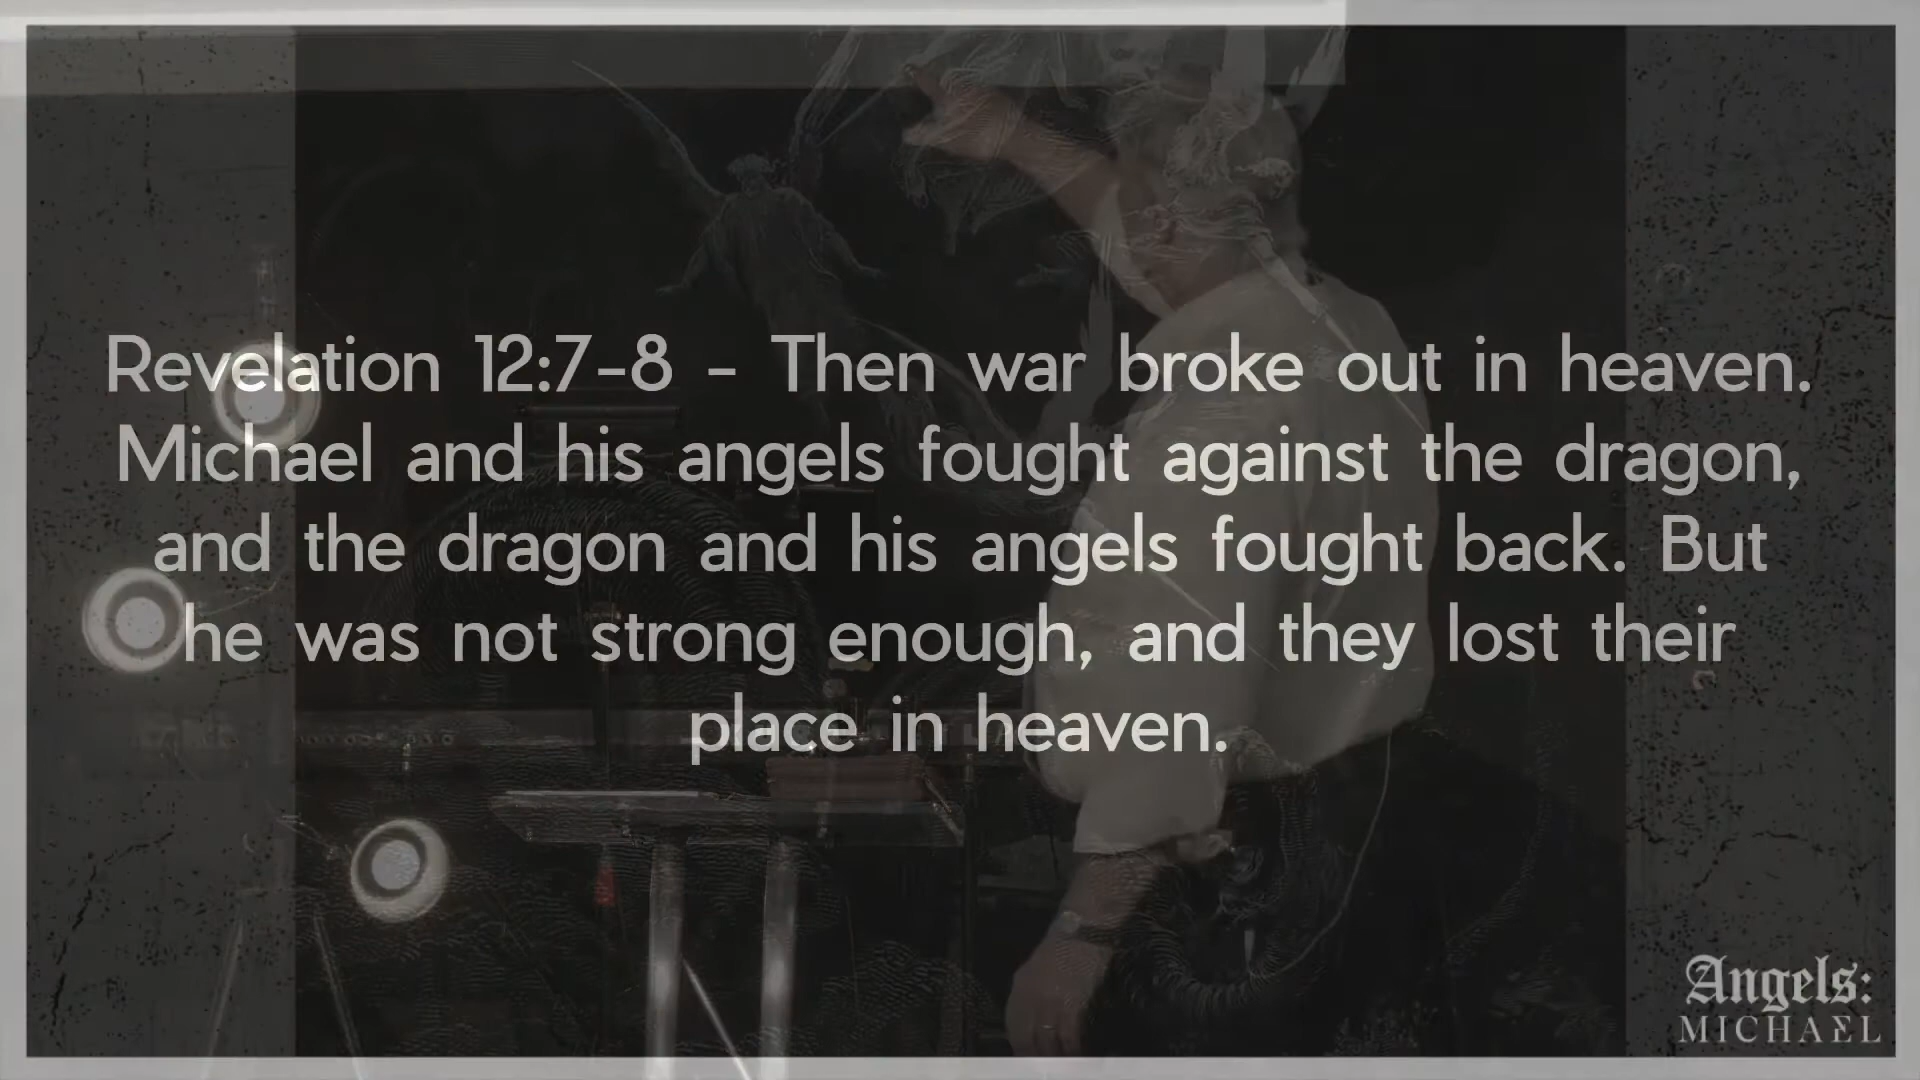 Revelation 12:7-8 - Then war broke out in heaven.
Michael and his angels fought against the dragon,
and the dragon and his angels fought back. But
he was not strong enough, and they lost their
place in heaven.
Angels:
MICHAEL